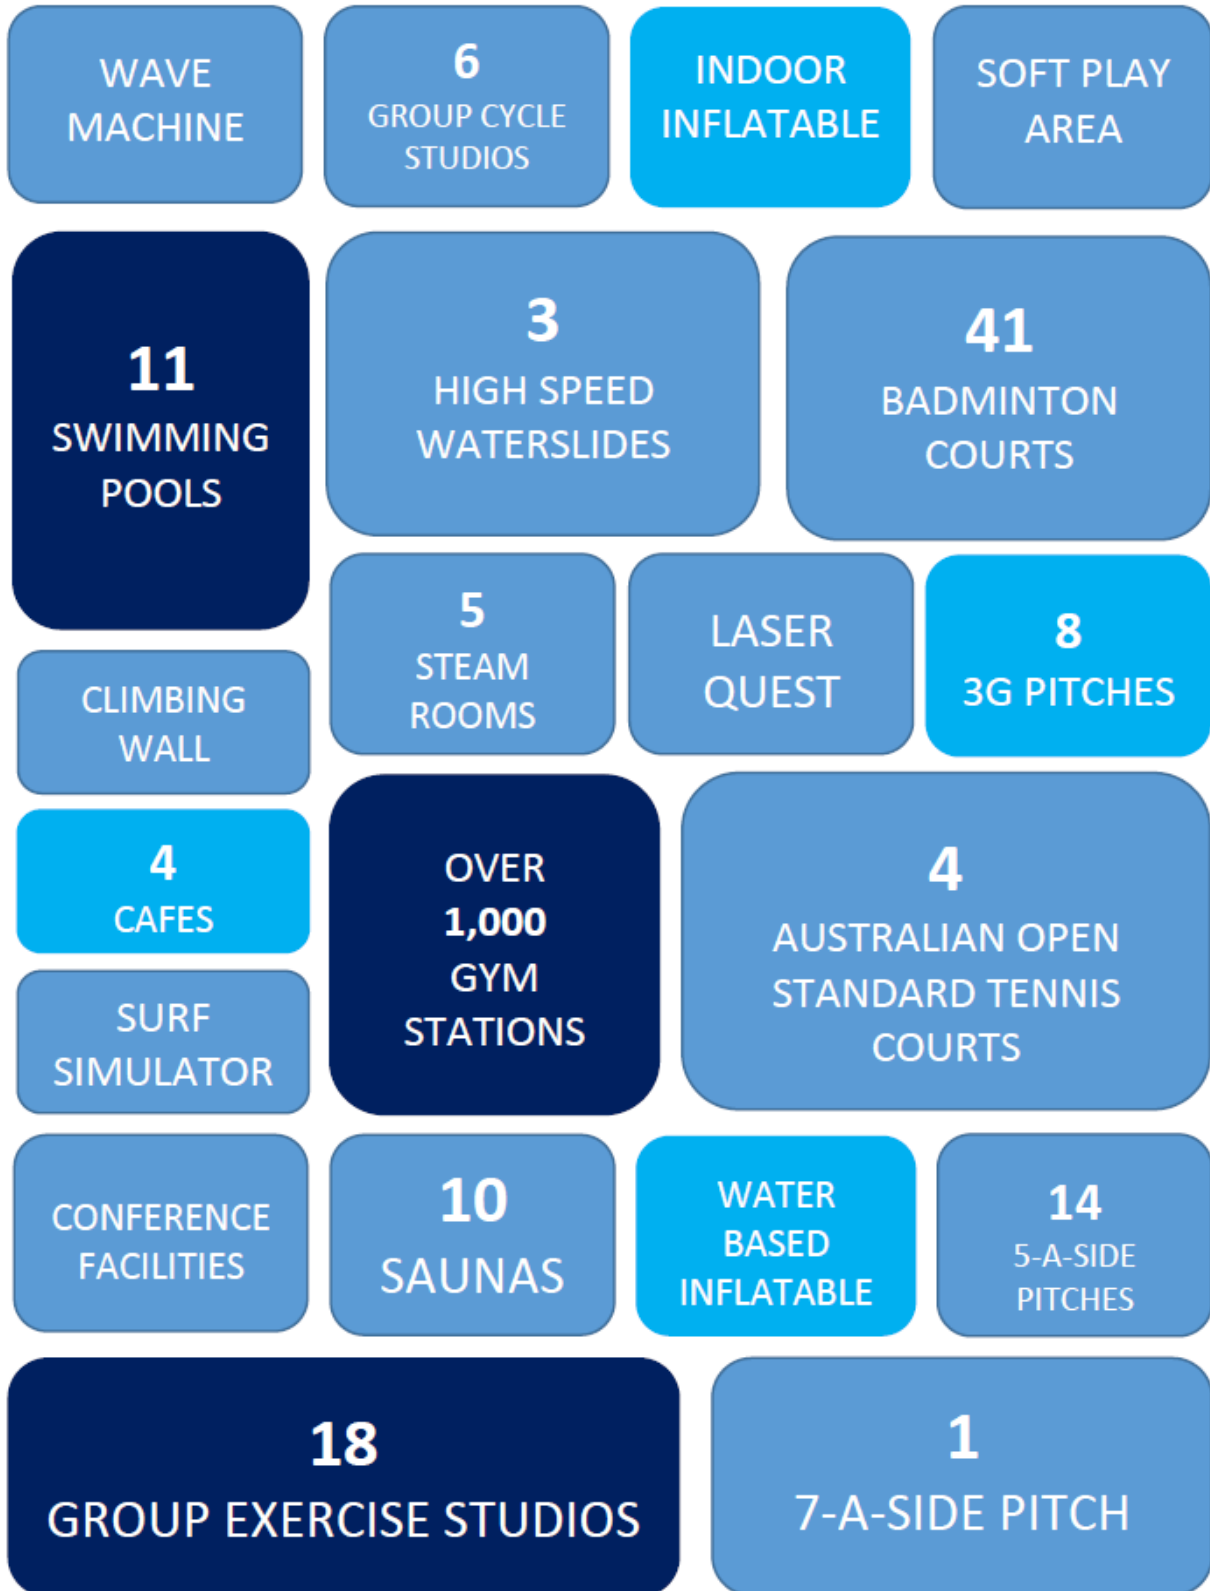 WAVE
MACHINE
6
GROUP CYCLE
STUDIOS
INDOOR
INFLATABLE
SOFT PLAY
AREA
11
SWIMMING
POOLS
3
HIGH SPEED
WATERSLIDES
41
BADMINTON
COURTS
5
STEAM
ROOMS
LASER
QUEST
8
3G PITCHES
CLIMBING
WALL
4
CAFES
OVER
1,000
GYM
STATIONS
4
AUSTRALIAN OPEN
STANDARD TENNIS
COURTS
SURF
SIMULATOR
CONFERENCE
FACILITIES
10
SAUNAS
WATER
BASED
INFLATABLE
14
5-A-SIDE
PITCHES
18
GROUP EXERCISE STUDIOS
1
7-A-SIDE PITCH